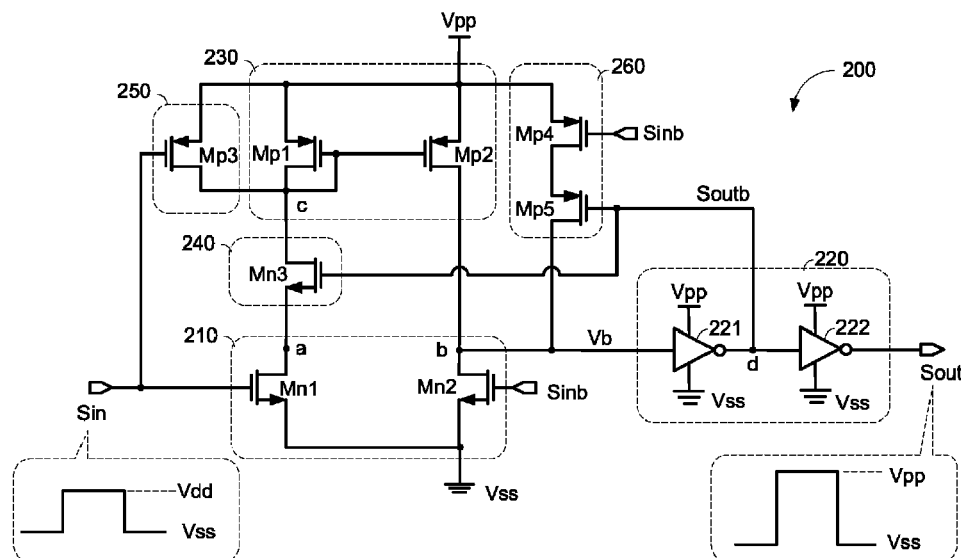 Vpp
230
260
200
250
Mp4
Sinb
Mp3
Mp1
Mp2
Soutb
c
Mp5
240
Mn3
220
Vpp
Vpp
221
222
210
a
b
Vb
d
Mn1
Mn2
Sinb
Sin
Vss
Vss
Sout
Vss
Vdd
Vss
Vpp
Vss